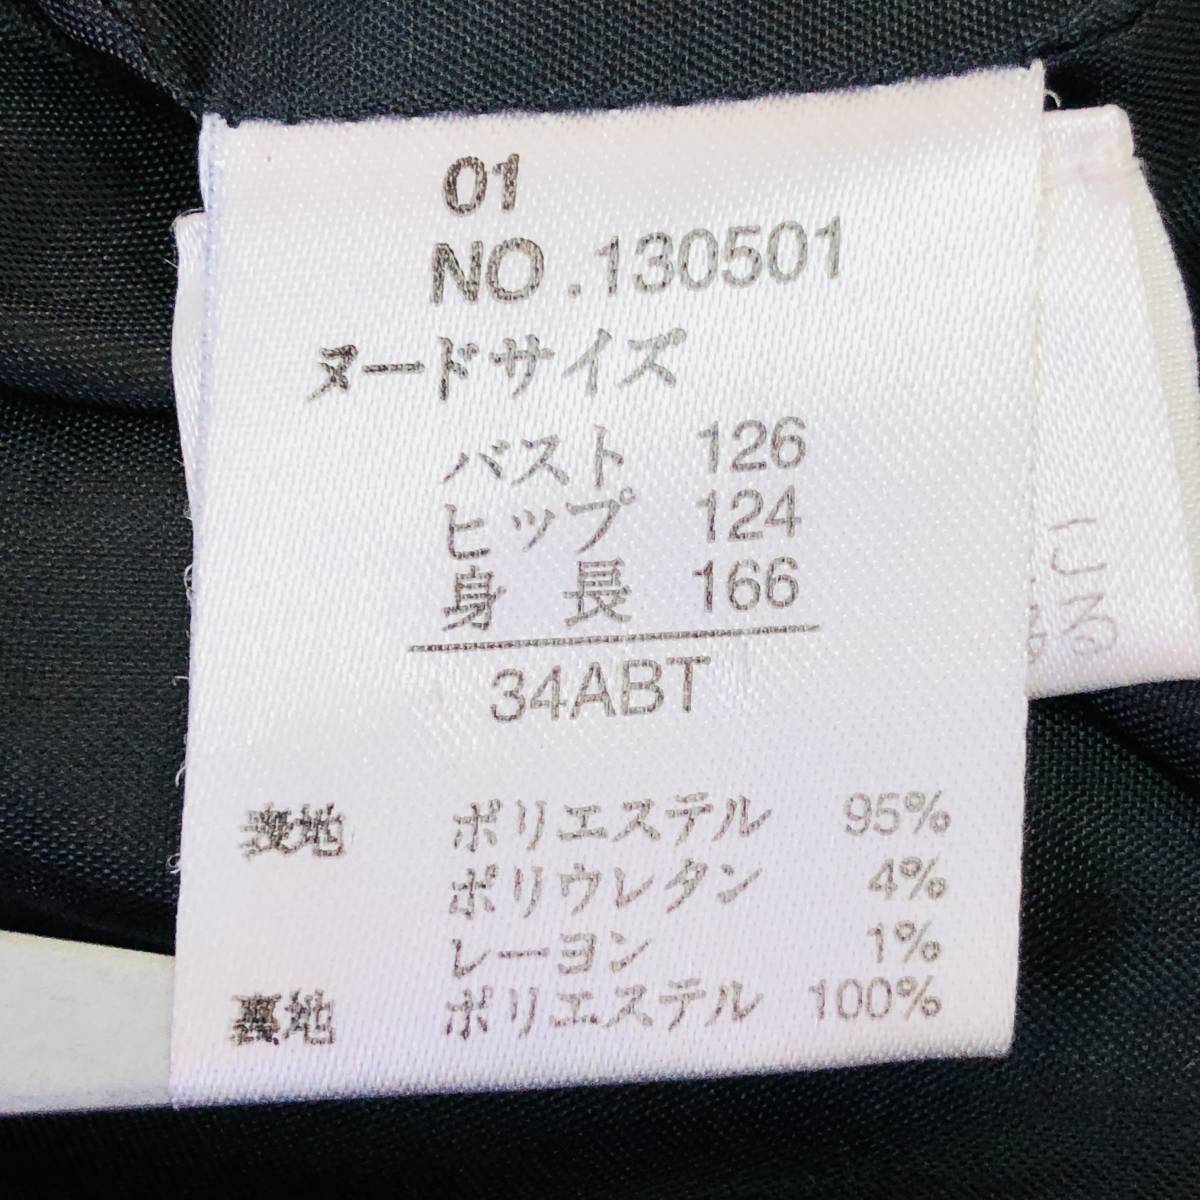 01
NO.130501
ヌードサイズ
バスト 126
ヒップ 124
身長 166
34ABT
表地 ポリエステル 95%
ポリウレタン 4%
レーヨン 1%
裏地 ポリエステル 100%